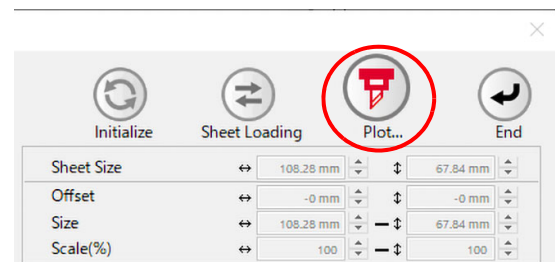 Initialize Sheet Loading Plot... End
Sheet Size ↔ 108.28 mm ↕ 67.84 mm
Offset ↔ -0 mm ↕ -0 mm
Size ↔ 108.28 mm ↕ 67.84 mm
Scale(%) ↔ 100 ↕ 100